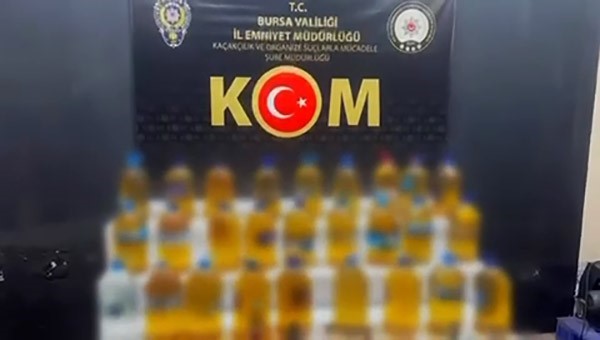 T.C.
BURSA VALİLİĞİ
İL EMNİYET MÜDÜRLÜĞÜ
KAÇAKÇILIK VE ORGANİZE SUÇLARLA MÜCADELE
ŞUBE MÜDÜRLÜĞÜ
KOM